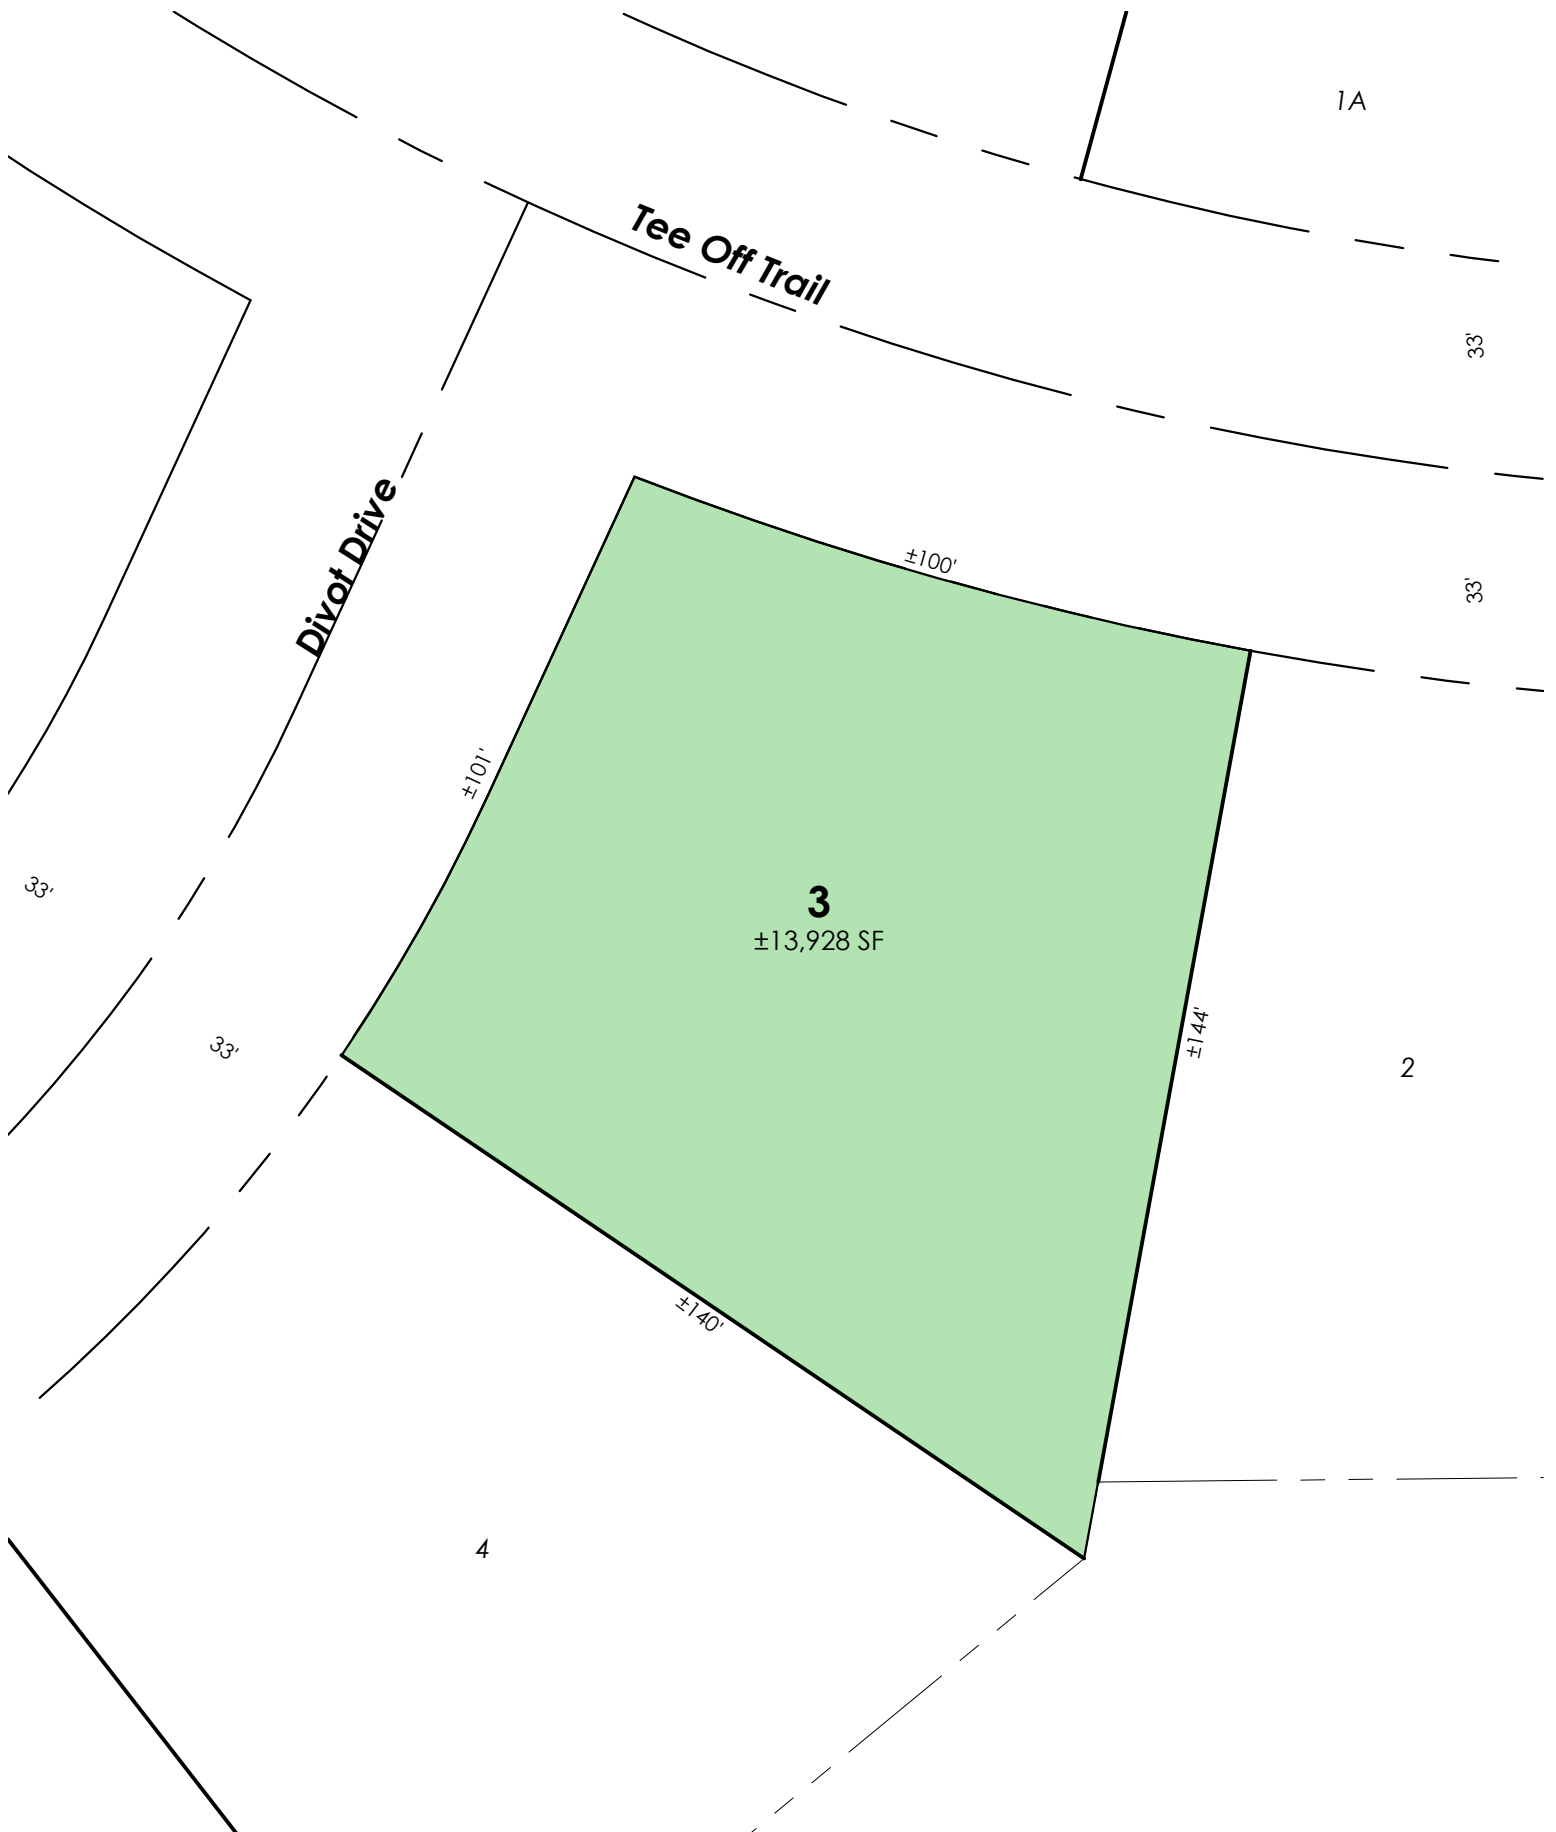 1A
Tee Off Trail
33'
Divot Drive
±100'
33'
±101'
3
±13,928 SF
33'
±144'
33'
2
±140'
4